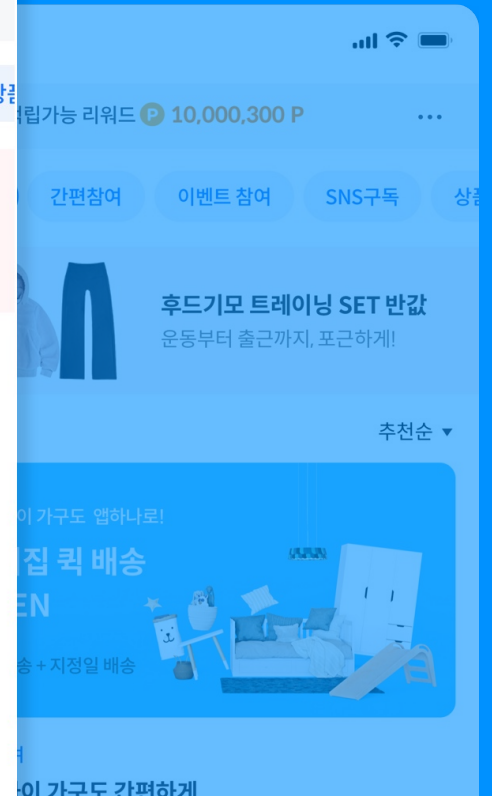 립가능 리워드 P 10,000,300 P
간편참여 이벤트 참여 SNS구독 상품
후드기모 트레이닝 SET 반값
운동부터 출근까지, 포근하게!
추천순
이 가구도 앱하나로!
집 퀵 배송
EN
송 + 지정일 배송
이 가구도 간편하게